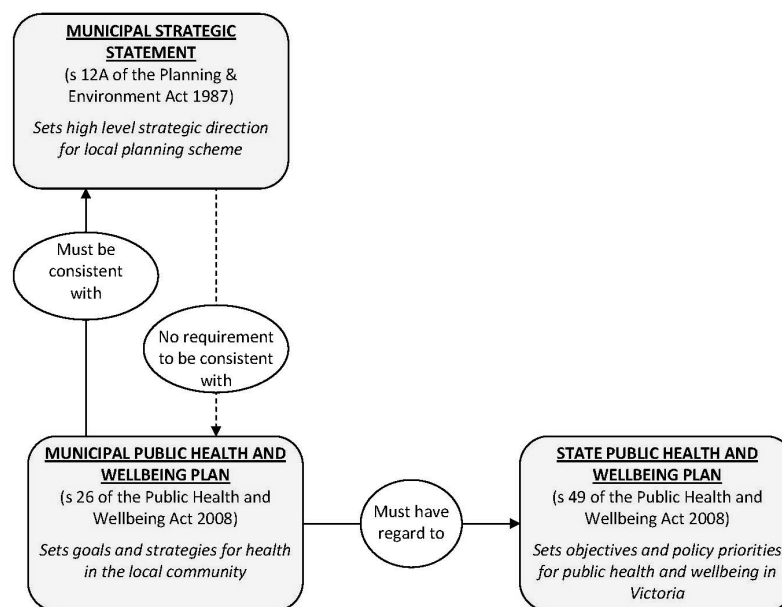 MUNICIPAL STRATEGIC
STATEMENT
(s 12A of the Planning &
Environment Act 1987)
Sets high level strategic direction
for local planning scheme
Must be
consistent
with
No requirement
to be consistent
with
MUNICIPAL PUBLIC HEALTH AND
WELLBEING PLAN
(s 26 of the Public Health and
Wellbeing Act 2008)
Sets goals and strategies for health
in the local community
Must have
regard to
STATE PUBLIC HEALTH AND
WELLBEING PLAN
(s 49 of the Public Health and
Wellbeing Act 2008)
Sets objectives and policy priorities
for public health and wellbeing in
Victoria